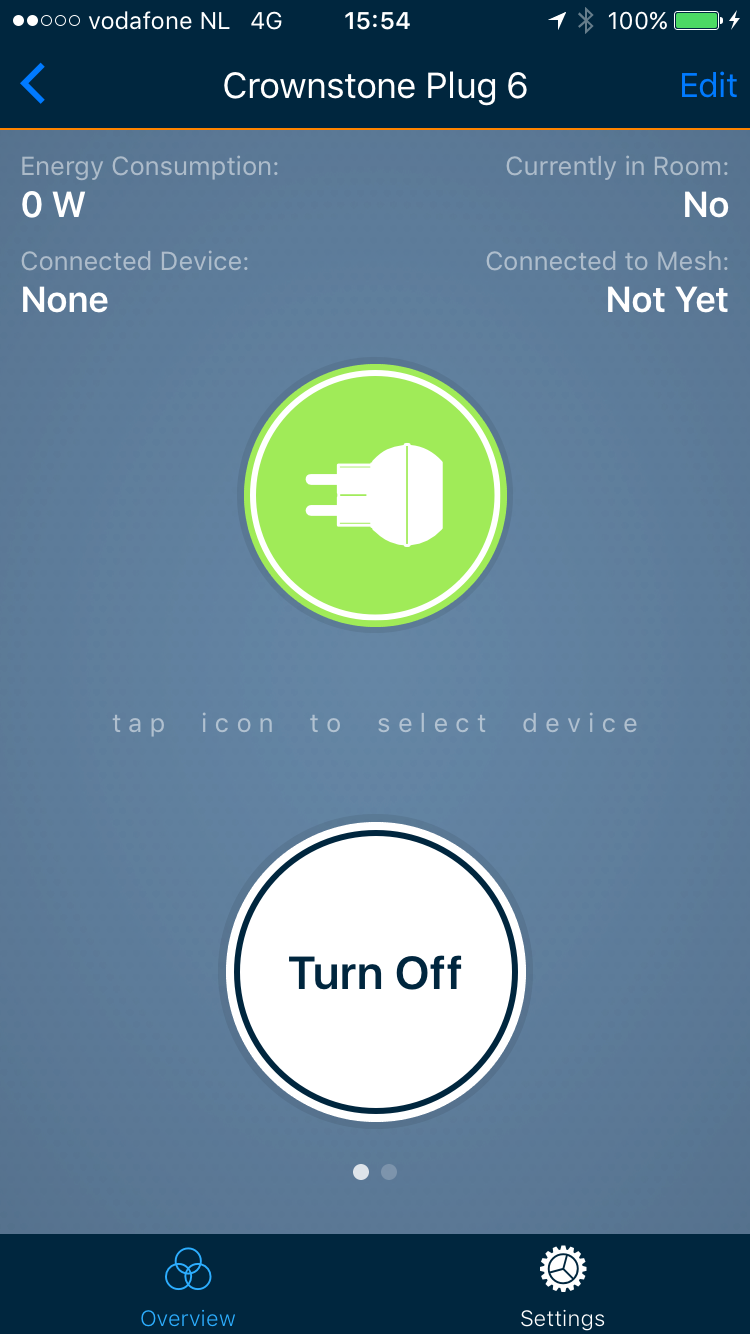 vodafone NL 4G 15:54 100%
Crownstone Plug 6 Edit
Energy Consumption: Currently in Room:
0 W No
Connected Device: Connected to Mesh:
None Not Yet
tap icon to select device
Turn Off
Overview Settings